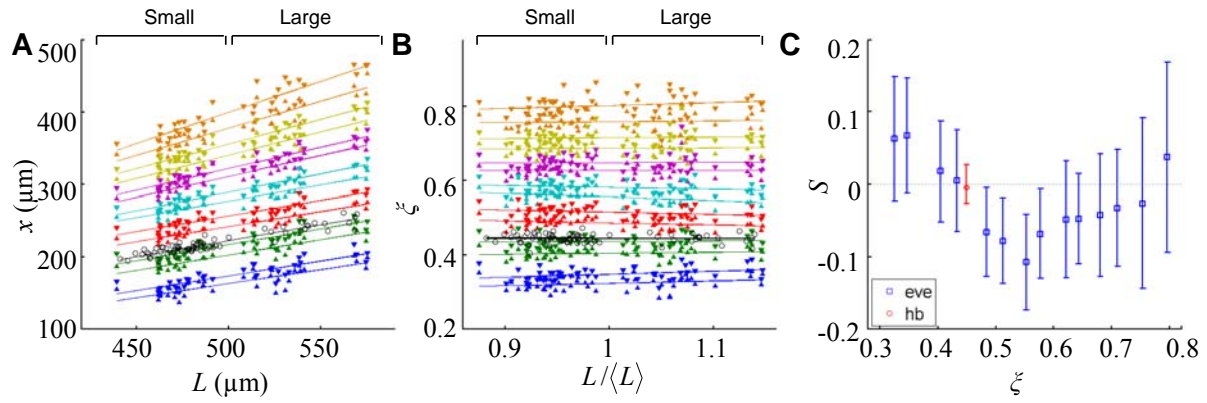 Small Large
A
500
400
300
200
100
x (μm)
450 500 550
L (μm)
Small Large
B
0.8
0.6
0.4
0.2
ξ
0.9 1 1.1
L/⟨L⟩
C
0.2
0.1
0
-0.1
-0.2
S
eve
hb
0.3 0.4 0.5 0.6 0.7 0.8
ξ